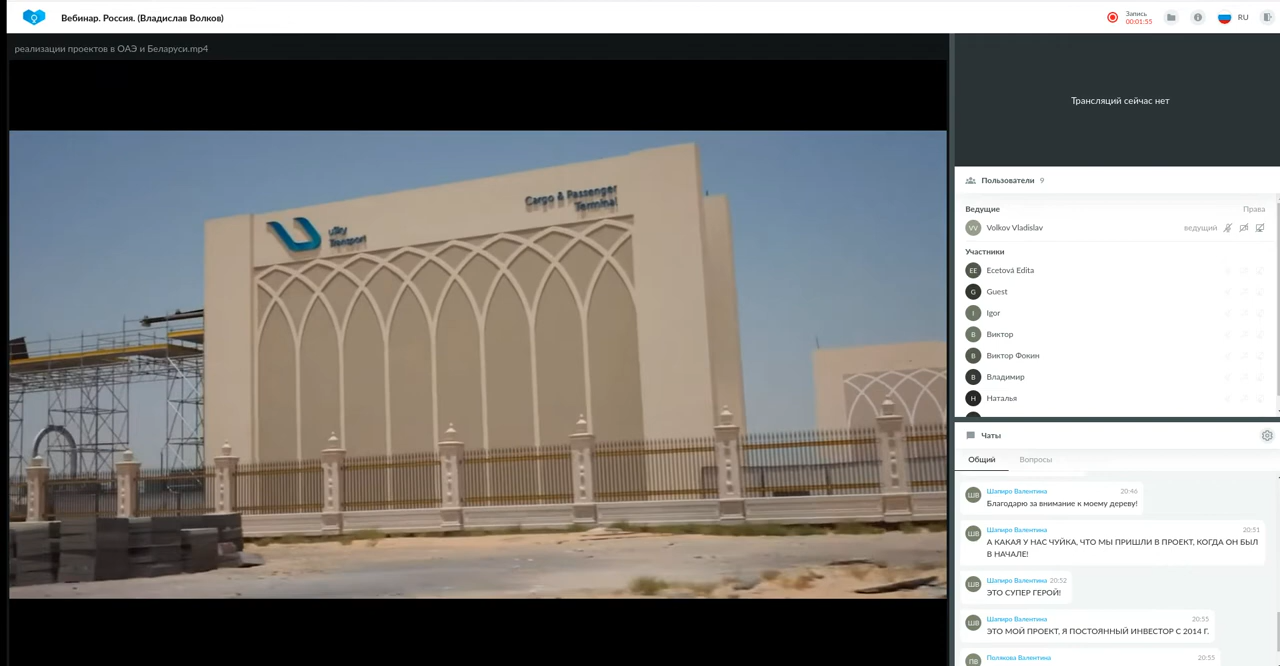 Вебинар. Россия. (Владислав Волков)
Запись
00:01:55
RU
реализации проектов в ОАЭ и Беларуси.mp4
uSky
Transport
Cargo & Passenger
Terminal
Трансляций сейчас нет
Пользователи 9
Ведущие Права
VV Volkov Vladislav ведущий
Участники
EE Ecetová Edita
G Guest
I Igor
В Виктор
В Виктор Фокин
В Владимир
Н Наталья
Чаты
Общий Вопросы
ШВ Шапиро Валентина 20:46
Благодарю за внимание к моему дереву!
ШВ Шапиро Валентина 20:51
А КАКАЯ У НАС ЧУЙКА, ЧТО МЫ ПРИШЛИ В ПРОЕКТ, КОГДА ОН БЫЛ
В НАЧАЛЕ!
ШВ Шапиро Валентина 20:52
ЭТО СУПЕР ГЕРОЙ!
ШВ Шапиро Валентина 20:55
ЭТО МОЙ ПРОЕКТ, Я ПОСТОЯННЫЙ ИНВЕСТОР С 2014 Г.
ПВ Полякова Валентина 20:55